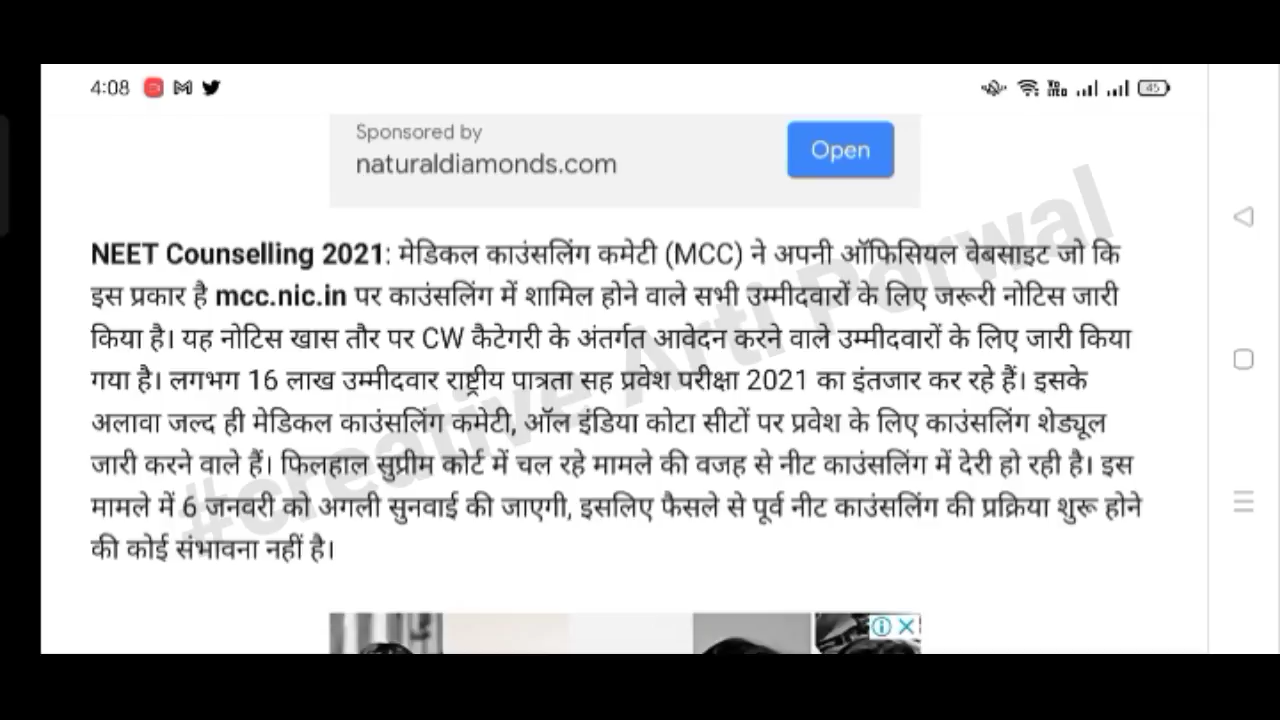 4:08
45
Sponsored by
naturaldiamonds.com
Open
NEET Counselling 2021: मेडिकल काउंसलिंग कमेटी (MCC) ने अपनी ऑफिसियल वेबसाइट जो कि
इस प्रकार है mcc.nic.in पर काउंसलिंग में शामिल होने वाले सभी उम्मीदवारों के लिए जरूरी नोटिस जारी
किया है। यह नोटिस खास तौर पर CW कैटेगरी के अंतर्गत आवेदन करने वाले उम्मीदवारों के लिए जारी किया
गया है। लगभग 16 लाख उम्मीदवार राष्ट्रीय पात्रता सह प्रवेश परीक्षा 2021 का इंतजार कर रहे हैं। इसके
अलावा जल्द ही मेडिकल काउंसलिंग कमेटी, ऑल इंडिया कोटा सीटों पर प्रवेश के लिए काउंसलिंग शेड्यूल
जारी करने वाले हैं। फिलहाल सुप्रीम कोर्ट में चल रहे मामले की वजह से नीट काउंसलिंग में देरी हो रही है। इस
मामले में 6 जनवरी को अगली सुनवाई की जाएगी, इसलिए फैसले से पूर्व नीट काउंसलिंग की प्रक्रिया शुरू होने
की कोई संभावना नहीं है।
#creative Arti Porwal